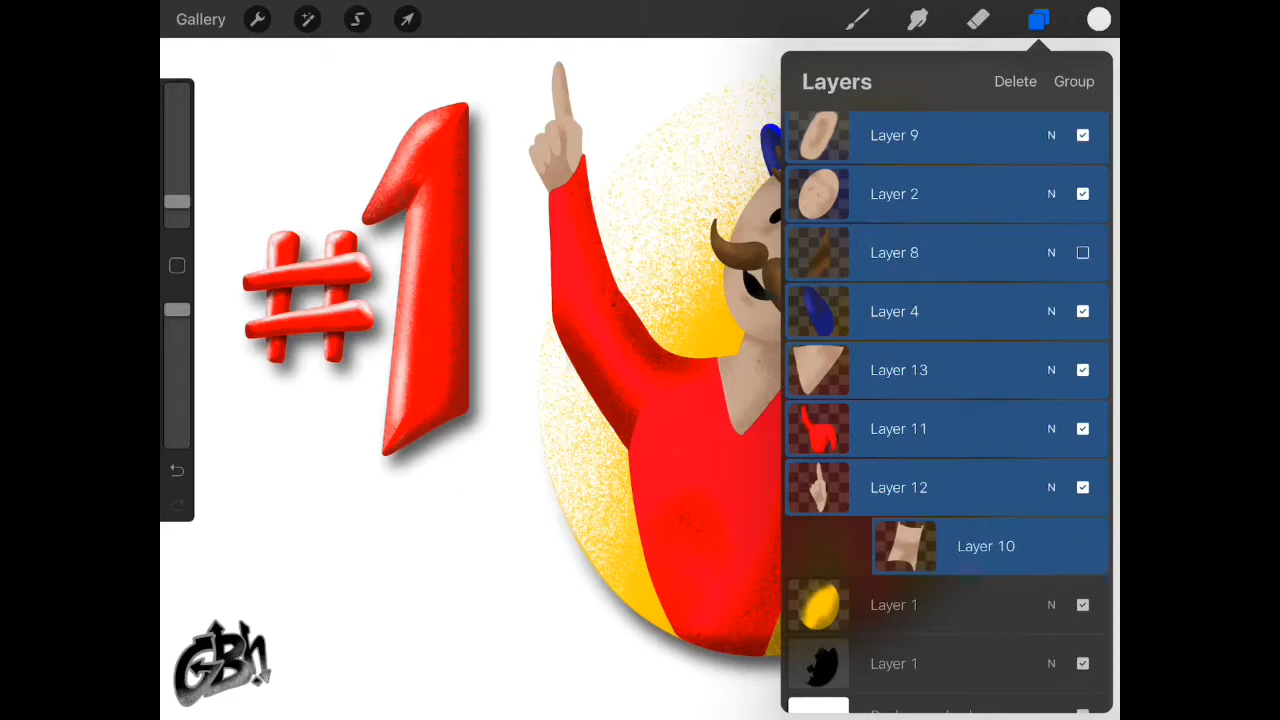 Gallery
Layers
Delete
Group
#1
Layer 9
N
Layer 2
N
Layer 8
N
Layer 4
N
Layer 13
N
Layer 11
N
Layer 12
N
Layer 10
Layer 1
N
Layer 1
N
GBN